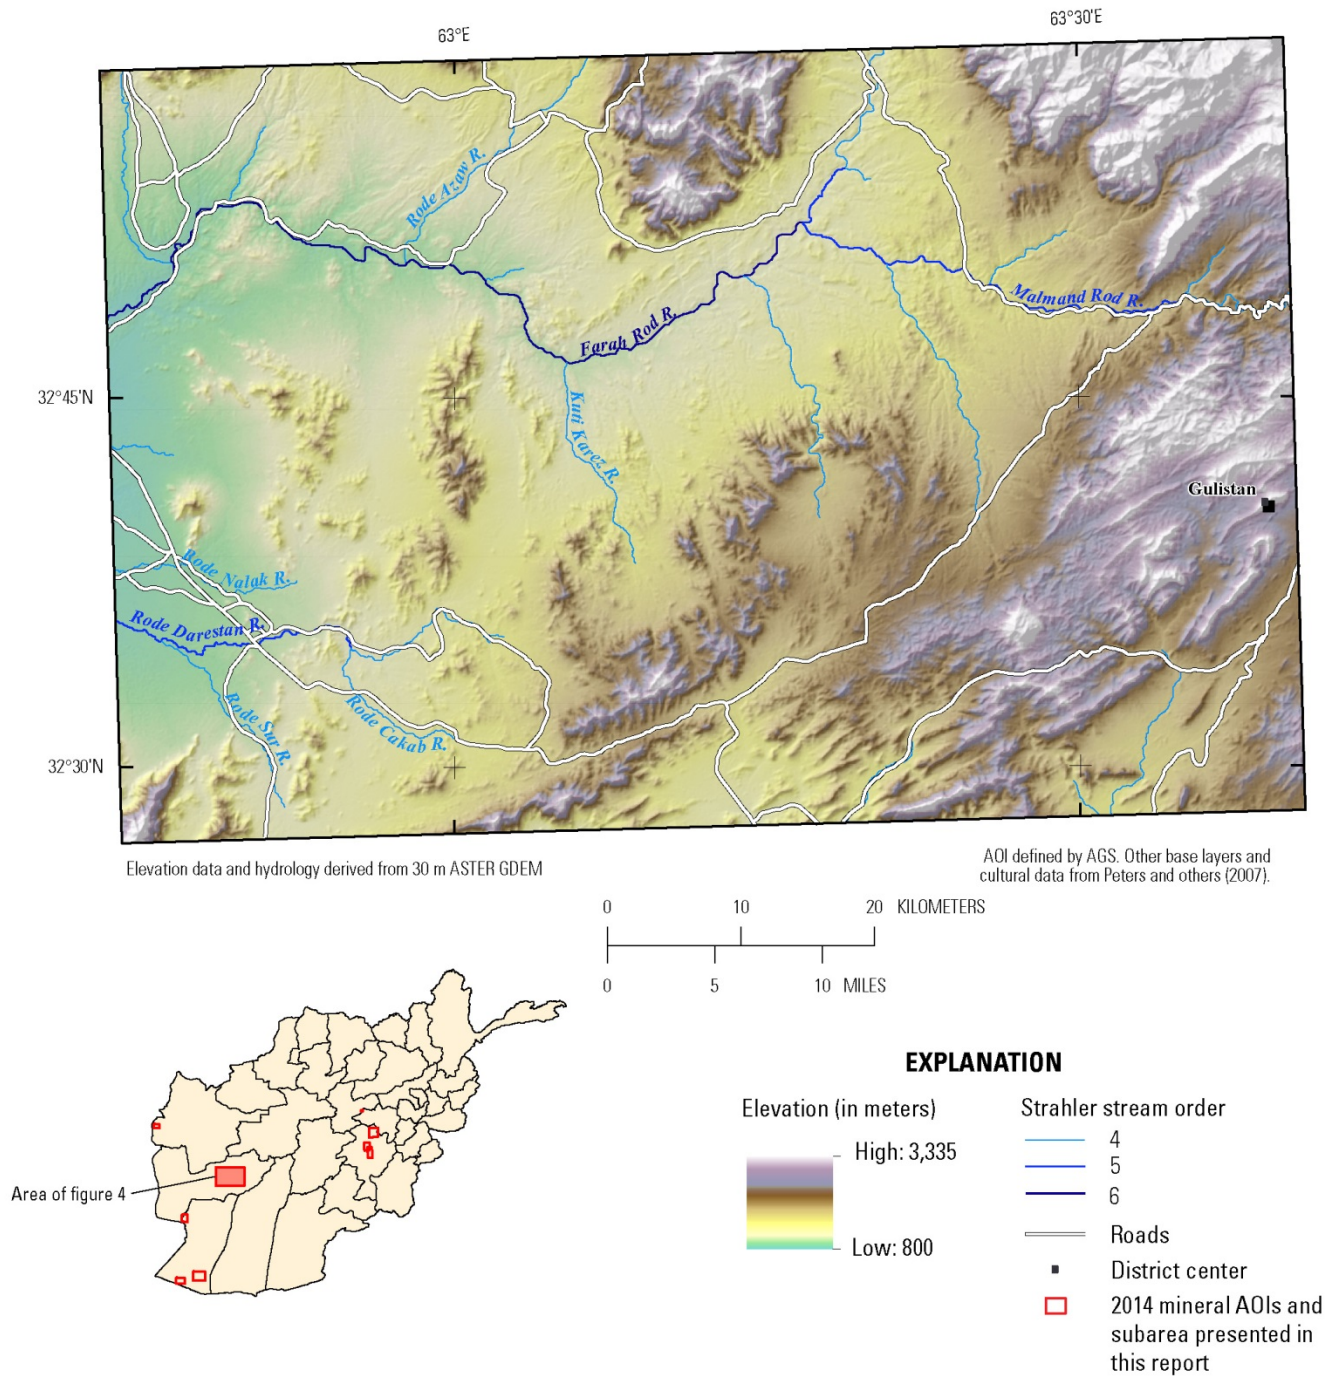 63°E
63°30'E
Rode Azaw R.
Malmand Rod R.
Farah Rod R.
32°45'N
Kuti Karez R.
Gulistan
Rode Nalak R.
Rode Darestan R.
Rode Sur R.
Rode Cakab R.
32°30'N
Elevation data and hydrology derived from 30 m ASTER GDEM
AOI defined by AGS. Other base layers and
cultural data from Peters and others (2007).
0 10 20 KILOMETERS
0 5 10 MILES
Area of figure 4
EXPLANATION
Elevation (in meters)
High: 3,335
Low: 800
Strahler stream order
4
5
6
Roads
District center
2014 mineral AOIs and
subarea presented in
this report